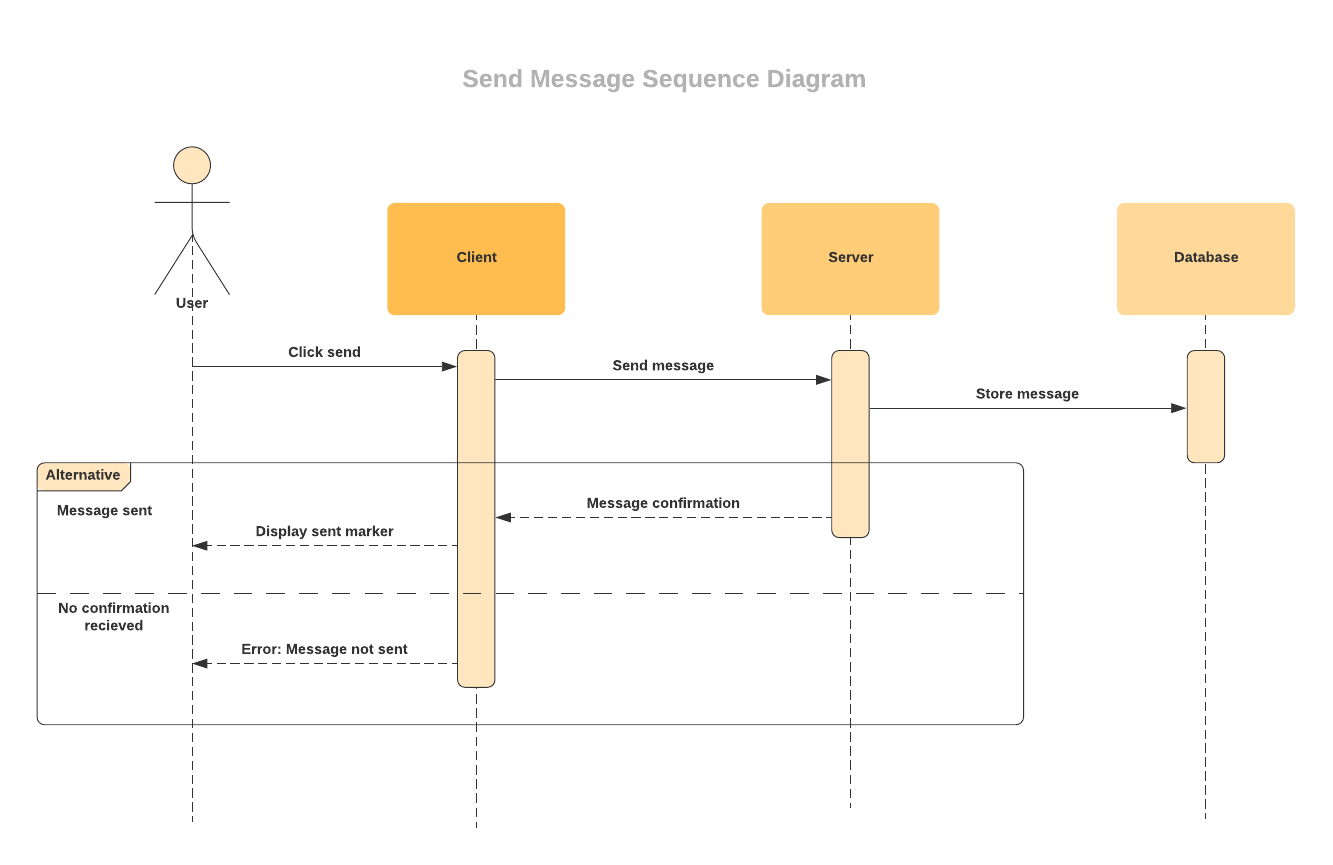 Send Message Sequence Diagram
Client
Server
Database
User
Click send
Send message
Store message
Alternative
Message sent
Message confirmation
Display sent marker
No confirmation
recieved
Error: Message not sent